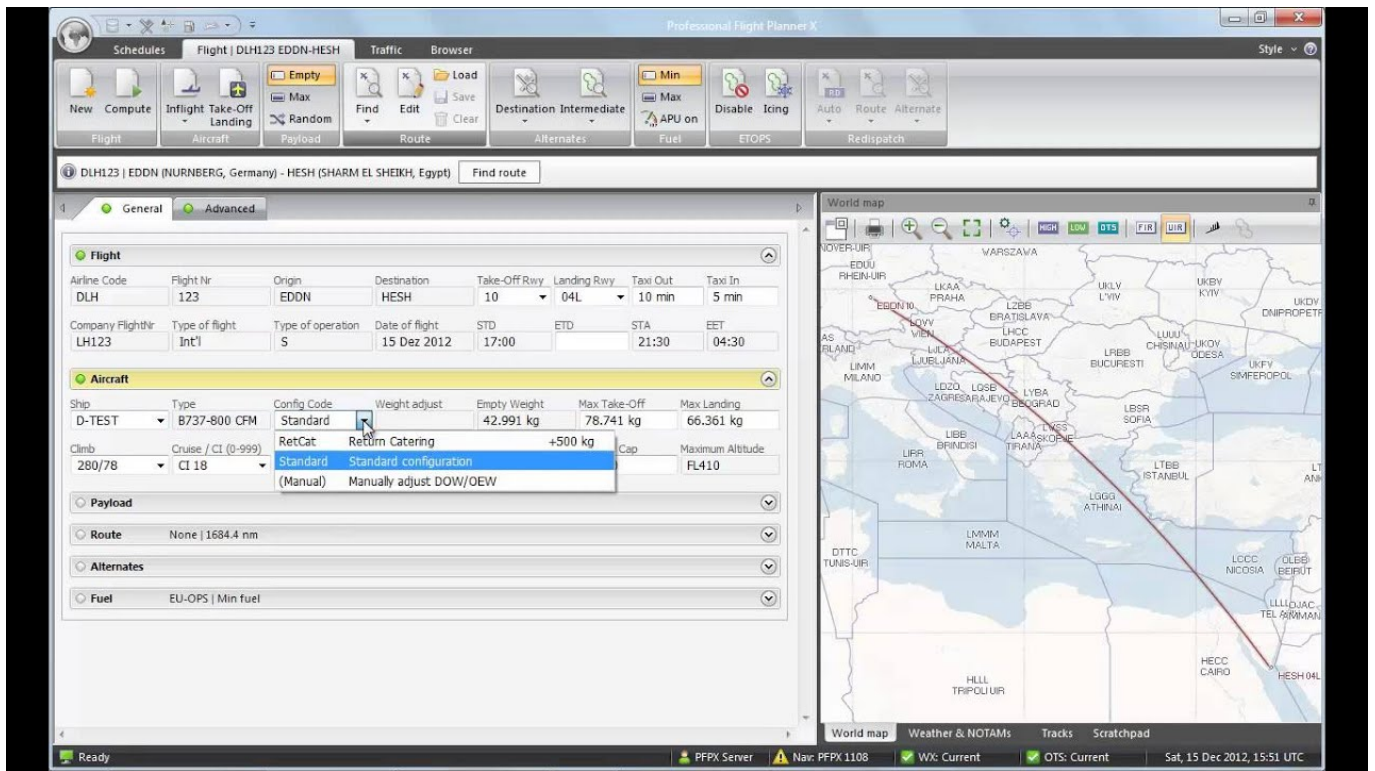 Professional Flight Planner X
Schedules Flight | DLH123 EDDN-HESH Traffic Browser Style
New Compute Inflight Take-Off Landing Empty Max Random Find Edit Load Save Clear Destination Intermediate Min Max APU on Disable Icing Auto Route Alternate
Flight Aircraft Payload Route Alternates Fuel ETOPS Redispatch
DLH123 | EDDN (NURNBERG, Germany) - HESH (SHARM EL SHEIKH, Egypt) Find route
General Advanced
Flight
Airline Code Flight Nr Origin Destination Take-Off Rwy Landing Rwy Taxi Out Taxi In
DLH 123 EDDN HESH 10 04L 10 min 5 min
Company FlightNr Type of flight Type of operation Date of flight STD ETD STA EET
LH123 Int'l S 15 Dez 2012 17:00 21:30 04:30
Aircraft
Ship Type Config Code Weight adjust Empty Weight Max Take-Off Max Landing
D-TEST B737-800 CFM Standard 42.991 kg 78.741 kg 66.361 kg
Climb Cruise / CI (0-999) Cap Maximum Altitude
280/78 CI 18 FL410
RetCat Return Catering +500 kg
Standard Standard configuration
(Manual) Manually adjust DOW/OEW
Payload
Route None | 1684.4 nm
Alternates
Fuel EU-OPS | Min fuel
World map
HIGH LOW OTS FIR UIR
NOVER-UIR
WARSZAWA
EDUU
RHEIN-UIR
LKAA
PRAHA
UKLV
L'VIV
UKBV
KYIV
UKDV
EDDN 10
LZBB
BRATISLAVA
LOVV
WIEN
LHCC
BUDAPEST
LUUU
CHISINAU
UKOV
ODESA
LJLA
LJUBLJANA
LRBB
BUCURESTI
LIMM
MILANO
UKFV
SIMFEROPOL
LDZO
ZAGREB
LQSB
SARAJEVO
LYBA
BEOGRAD
LBSR
SOFIA
LWSS
SKOPJE
LAAA
TIRANA
LIBB
BRINDISI
LIRR
ROMA
LTBB
ISTANBUL
LGGG
ATHINAI
LMMM
MALTA
DTTC
TUNIS-UIR
LCCC
NICOSIA
OLBB
BEIRUT
LLLL
TEL
OJAC
AMMAN
HECC
CAIRO
HESH 04L
HLLL
TRIPOLI UIR
World map Weather & NOTAMs Tracks Scratchpad
Ready PFPX Server Nav: PFPX 1108 WX: Current OTS: Current Sat, 15 Dec 2012, 15:51 UTC